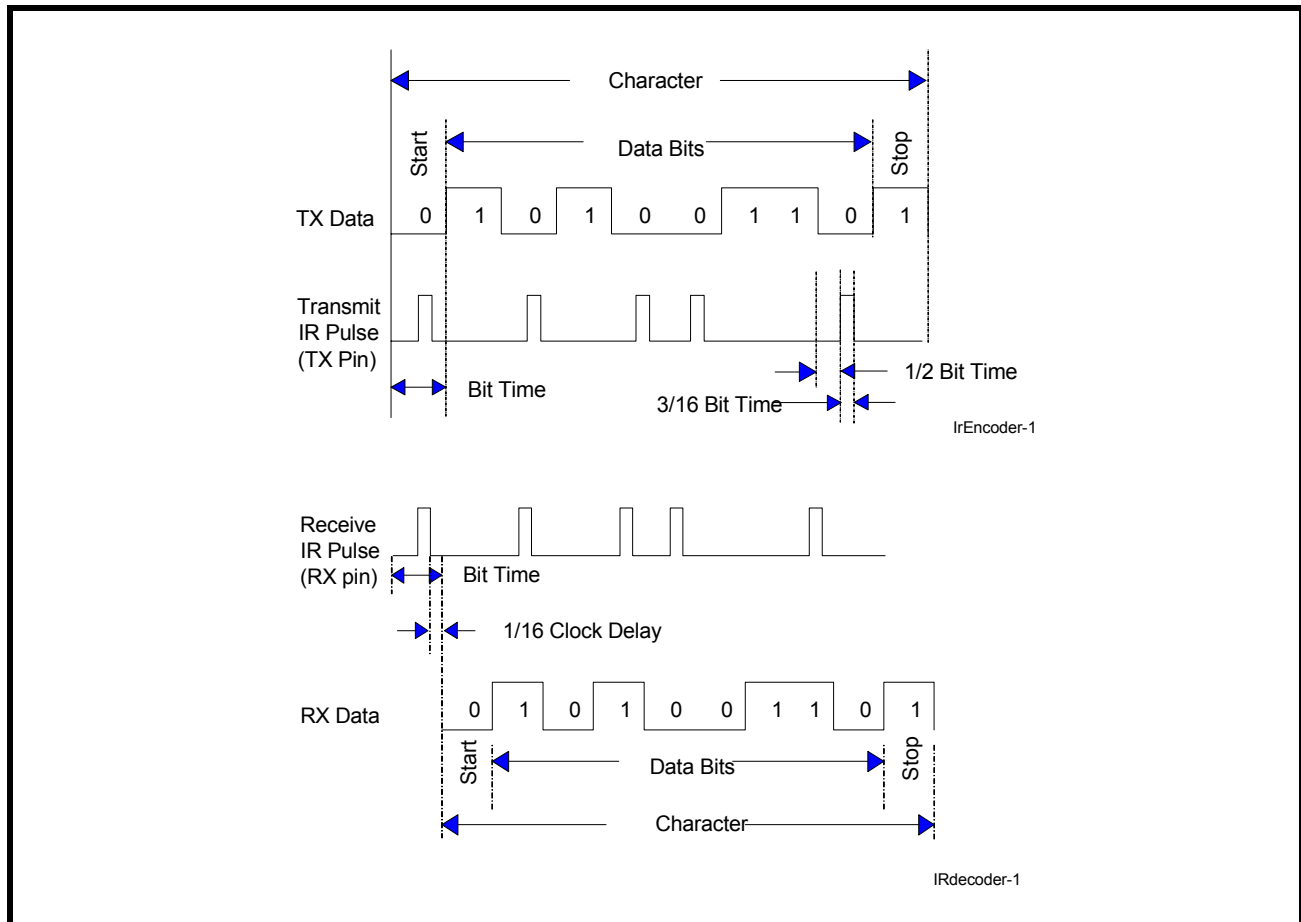 Character
Start
Data Bits
Stop
TX Data
0 1 0 1 0 0 1 1 0 1
Transmit
IR Pulse
(TX Pin)
Bit Time
1/2 Bit Time
3/16 Bit Time
IrEncoder-1
Receive
IR Pulse
(RX pin)
Bit Time
1/16 Clock Delay
RX Data
0 1 0 1 0 0 1 1 0 1
Start
Data Bits
Stop
Character
IRdecoder-1